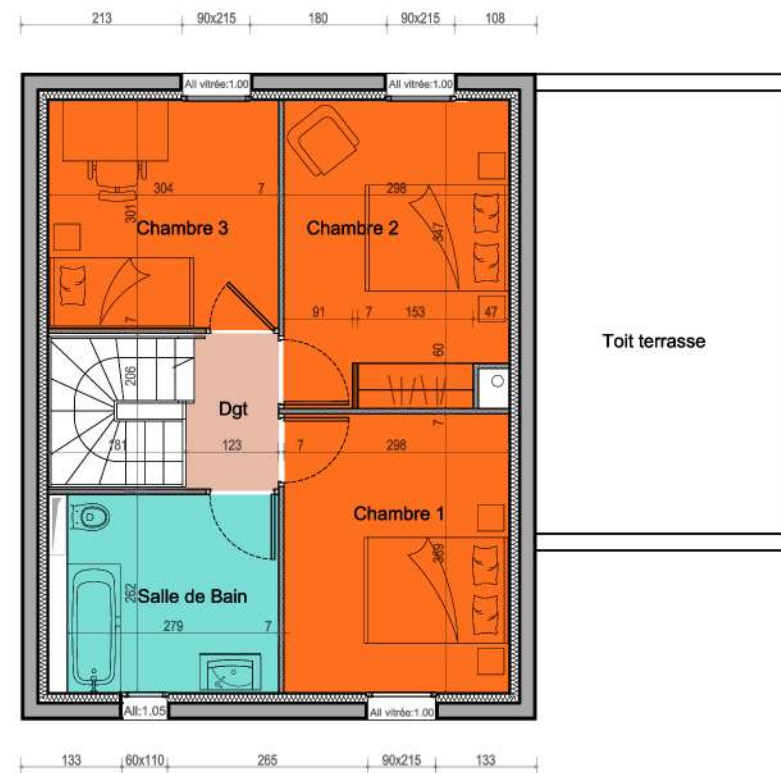 213 90x215 180 90x215 108
All vitrée:1.00 All vitrée:1.00
304 7 298
301
Chambre 3 Chambre 2
347
91 7 153 47
7
60
Toit terrasse
206
Dgt
7
181 123 7 298
Chambre 1
369
262
Salle de Bain
279 7
All:1.05 All vitrée:1.00
133 60x110 265 90x215 133